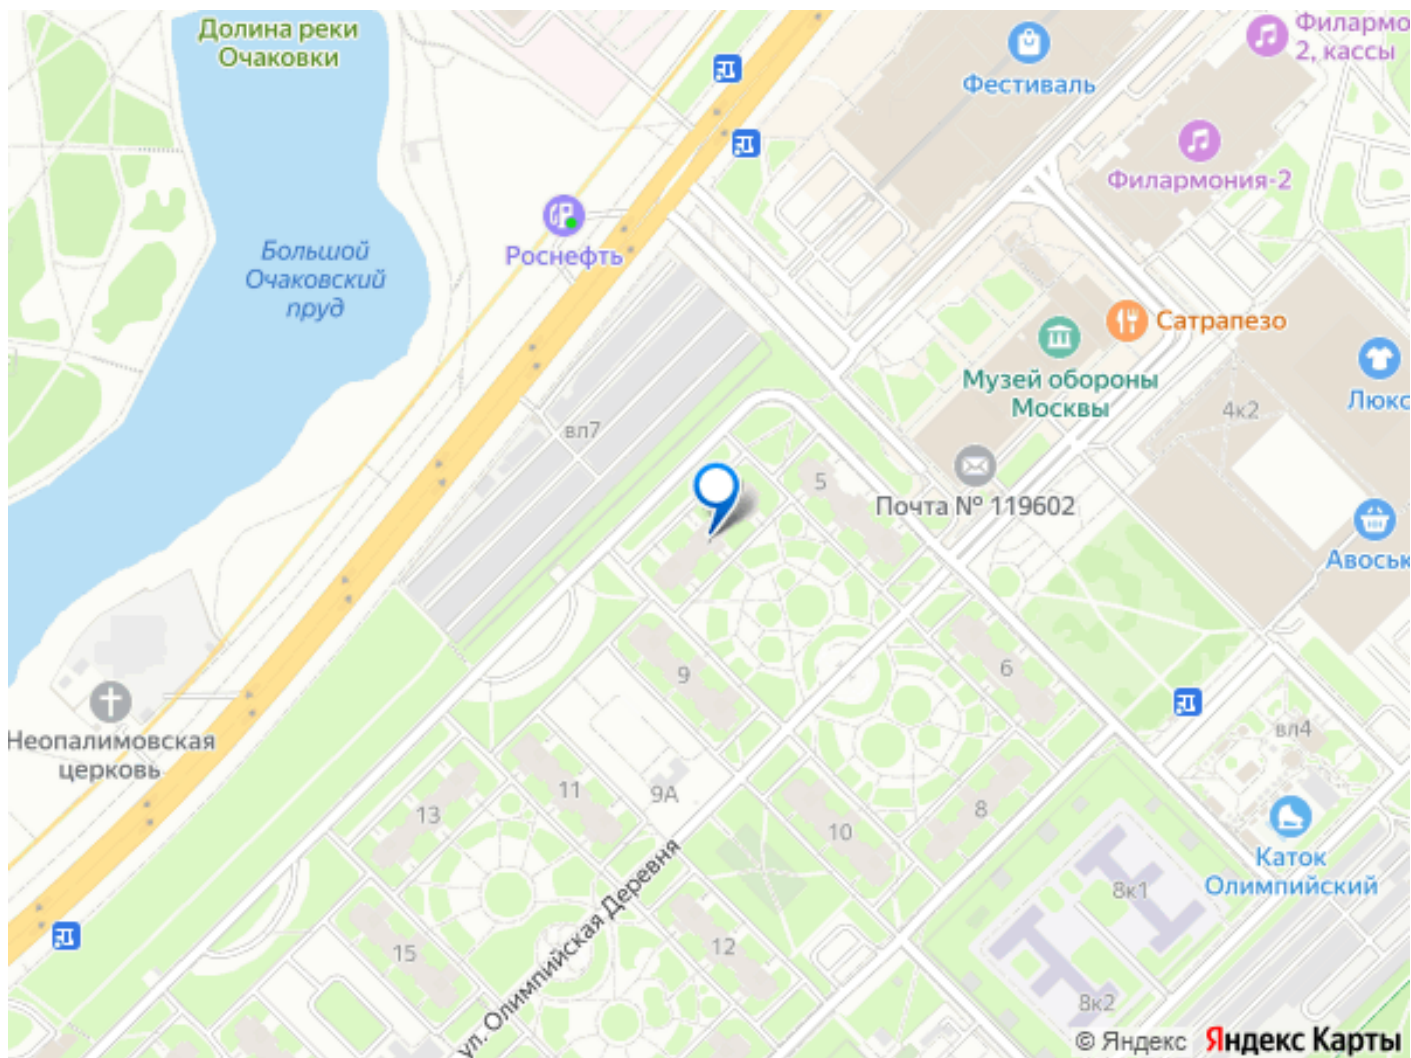 Долина реки
Очаковки
Фестиваль
Филармо
2, кассы
Филармония-2
Роснефть
Большой
Очаковский
пруд
Сатрапезо
Музей обороны
Москвы
Люкс
4к2
вл7
5
Почта № 119602
Авоськ
9
6
Неопалимовская
церковь
вл4
11
9А
13
10
8
Каток
Олимпийский
8к1
ул. Олимпийская Деревня
12
15
8к2
© Яндекс Яндекс Карты